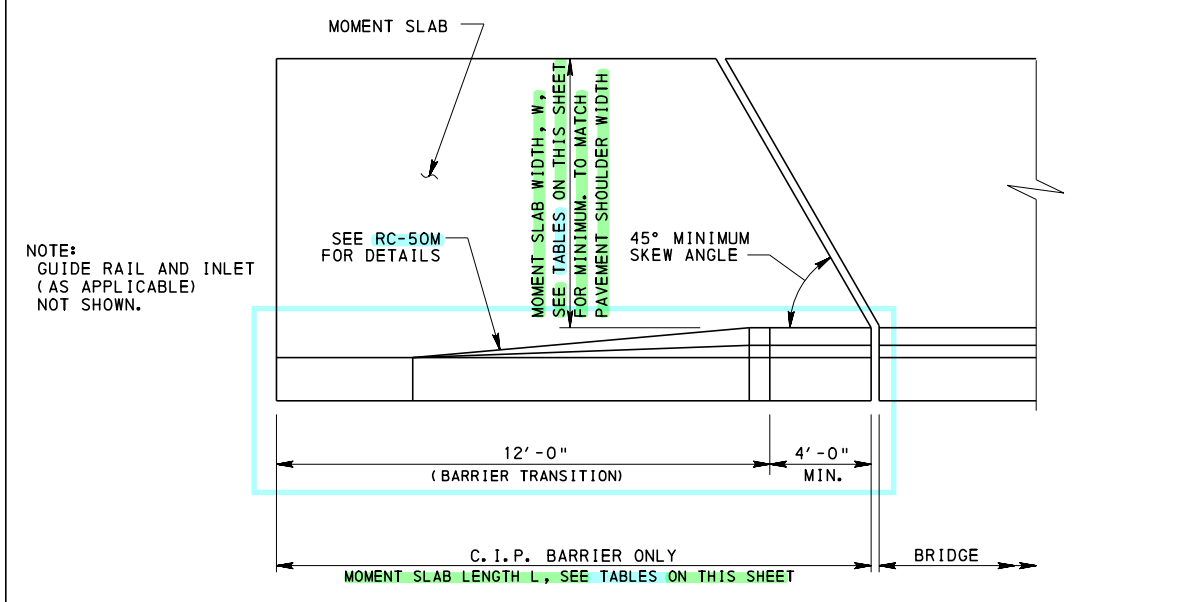 MOMENT SLAB
MOMENT SLAB WIDTH, W,
SEE TABLES ON THIS SHEET
FOR MINIMUM. TO MATCH
PAVEMENT SHOULDER WIDTH
SEE RC-50M
FOR DETAILS
45° MINIMUM
SKEW ANGLE
NOTE:
GUIDE RAIL AND INLET
(AS APPLICABLE)
NOT SHOWN.
12'-0"
(BARRIER TRANSITION)
4'-0"
MIN.
C.I.P. BARRIER ONLY
MOMENT SLAB LENGTH L, SEE TABLES ON THIS SHEET
BRIDGE